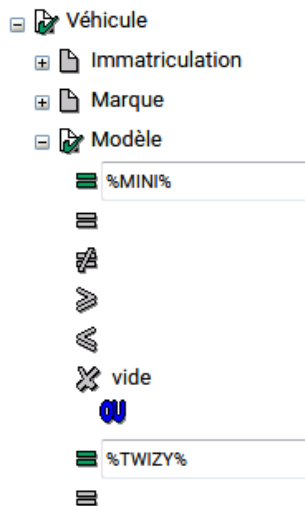 Véhicule
Immatriculation
Marque
Modèle
%MINI%
vide
OU
%TWIZY%